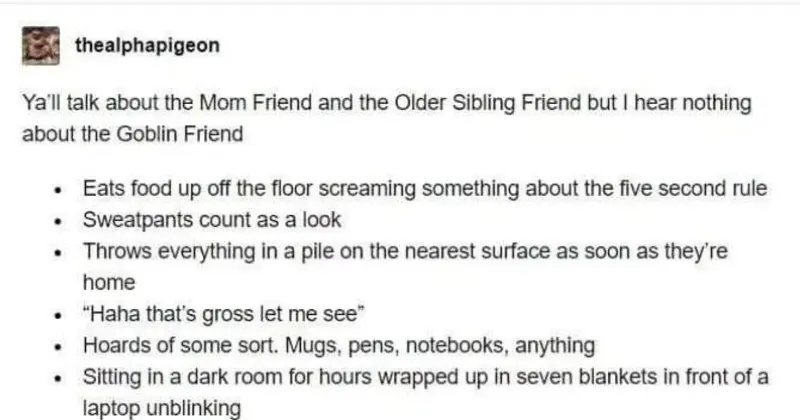 thealphapigeon
Ya'll talk about the Mom Friend and the Older Sibling Friend but I hear nothing
about the Goblin Friend
• Eats food up off the floor screaming something about the five second rule
• Sweatpants count as a look
• Throws everything in a pile on the nearest surface as soon as they're
home
• “Haha that's gross let me see”
• Hoards of some sort. Mugs, pens, notebooks, anything
• Sitting in a dark room for hours wrapped up in seven blankets in front of a
laptop unblinking